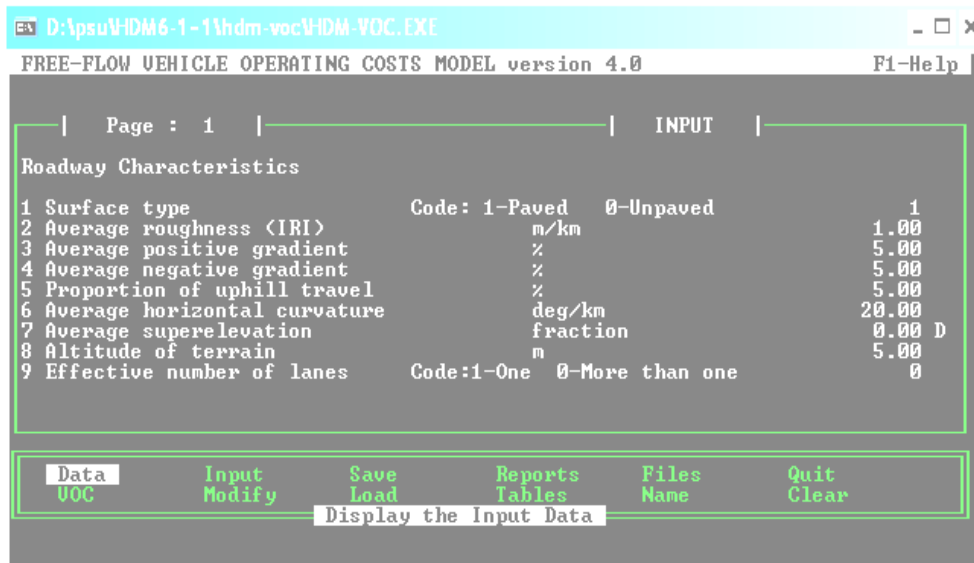 D:\psu\HDM6-1~1\hdm-voc\HDM-VOC.EXE
FREE-FLOW VEHICLE OPERATING COSTS MODEL version 4.0 F1-Help
Page : 1 INPUT
Roadway Characteristics
1 Surface type Code: 1-Paved 0-Unpaved 1
2 Average roughness (IRI) m/km 1.00
3 Average positive gradient % 5.00
4 Average negative gradient % 5.00
5 Proportion of uphill travel % 5.00
6 Average horizontal curvature deg/km 20.00
7 Average superelevation fraction 0.00 D
8 Altitude of terrain m 5.00
9 Effective number of lanes Code:1-One 0-More than one 0
Data Input Save Reports Files Quit
VOC Modify Load Tables Name Clear
Display the Input Data